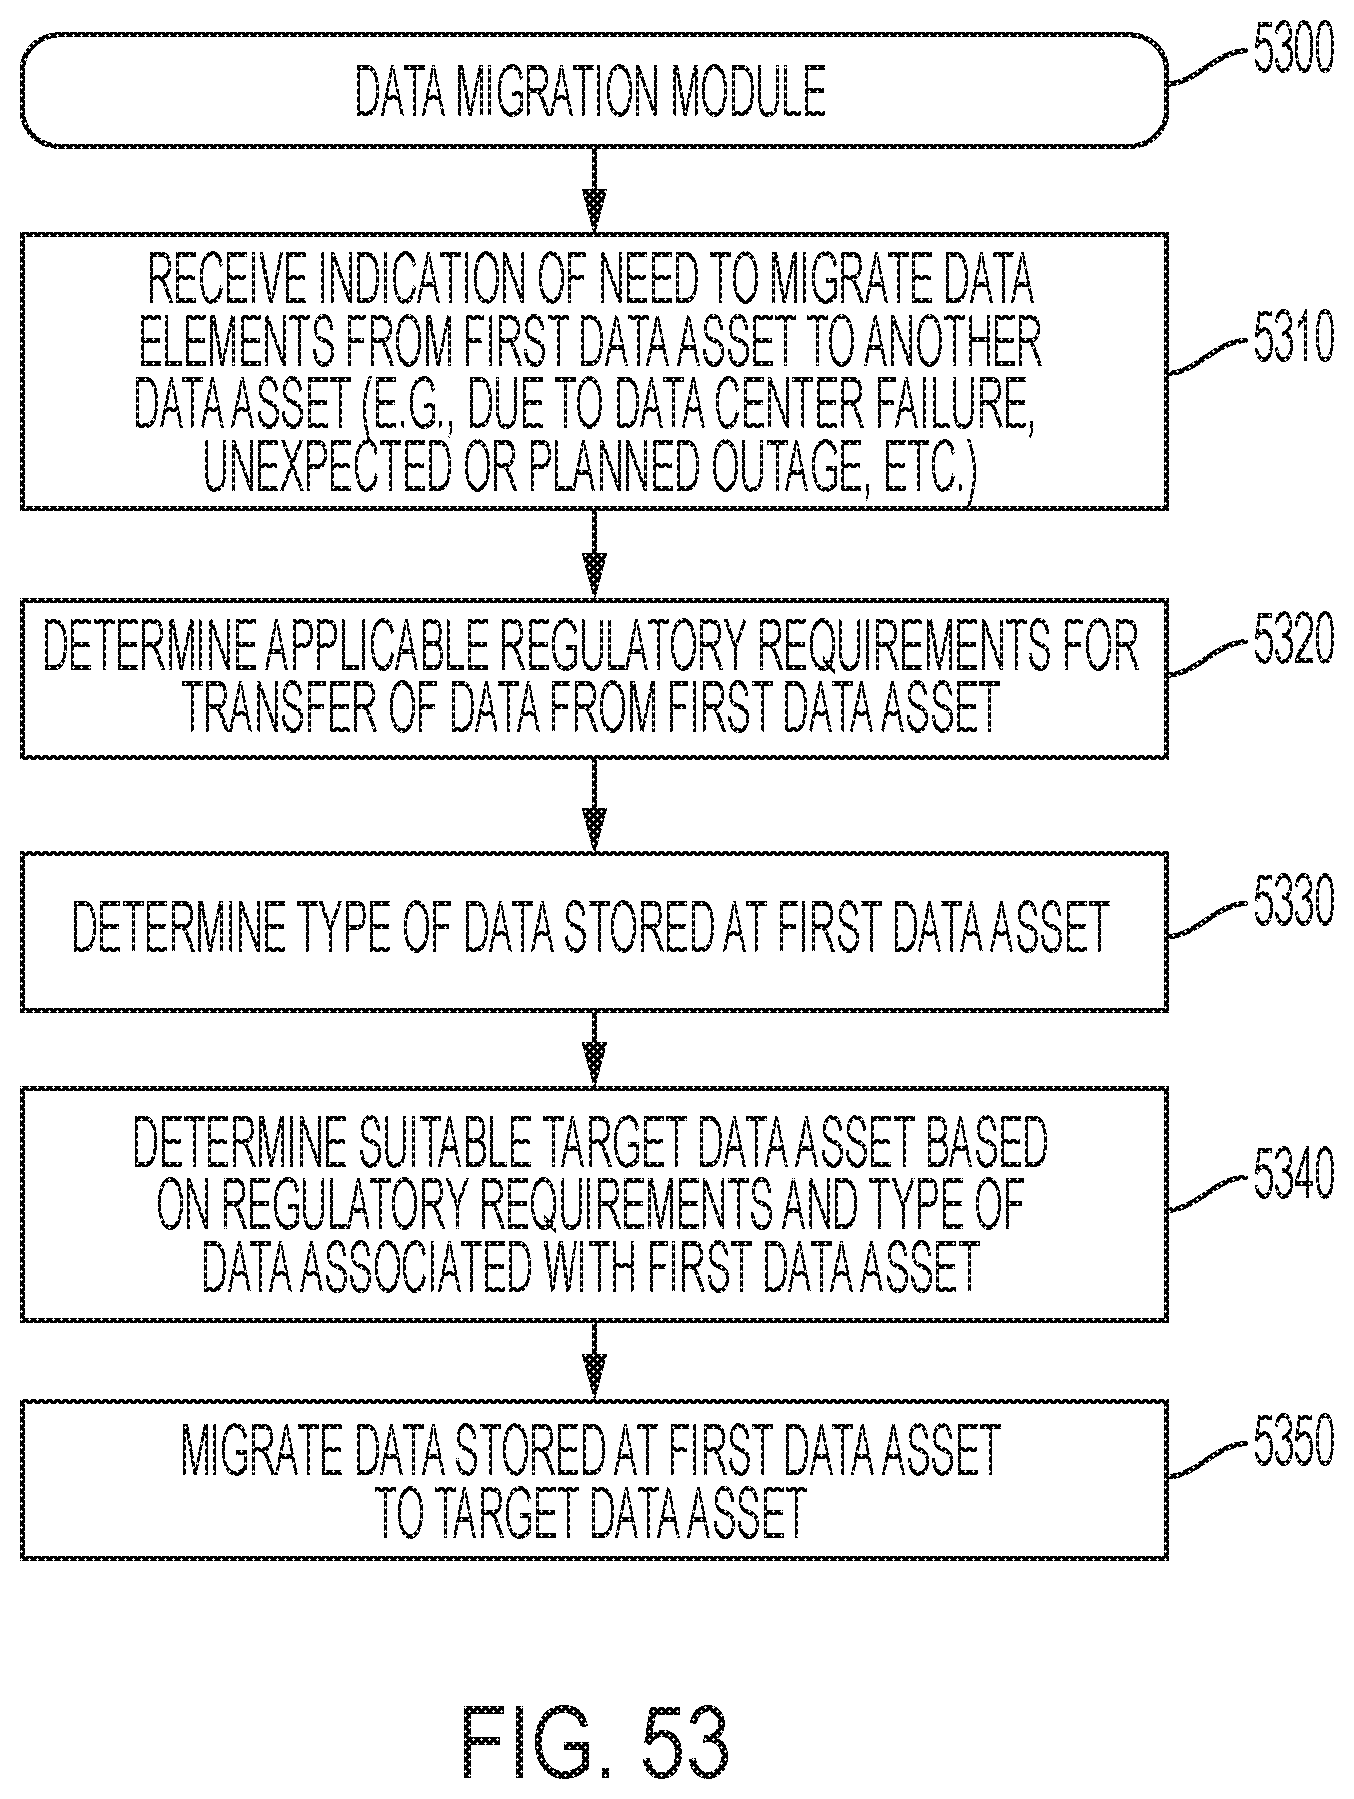 DATA MIGRATION MODULE
5300
RECEIVE INDICATION OF NEED TO MIGRATE DATA
ELEMENTS FROM FIRST DATA ASSET TO ANOTHER
DATA ASSET (E.G., DUE TO DATA CENTER FAILURE,
UNEXPECTED OR PLANNED OUTAGE, ETC.)
5310
DETERMINE APPLICABLE REGULATORY REQUIREMENTS FOR
TRANSFER OF DATA FROM FIRST DATA ASSET
5320
DETERMINE TYPE OF DATA STORED AT FIRST DATA ASSET
5330
DETERMINE SUITABLE TARGET DATA ASSET BASED
ON REGULATORY REQUIREMENTS AND TYPE OF
DATA ASSOCIATED WITH FIRST DATA ASSET
5340
MIGRATE DATA STORED AT FIRST DATA ASSET
TO TARGET DATA ASSET
5350
FIG. 53